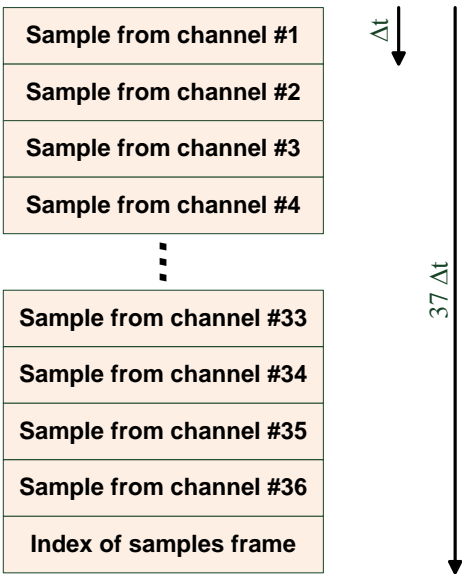 Sample from channel #1
Δt
Sample from channel #2
Sample from channel #3
Sample from channel #4
Sample from channel #33
37 Δt
Sample from channel #34
Sample from channel #35
Sample from channel #36
Index of samples frame